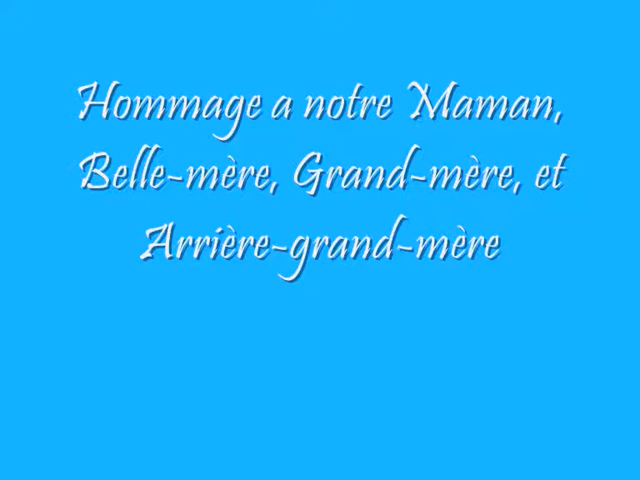 Hommage a notre Maman,
Belle-mère, Grand-mère, et
Arrière-grand-mère